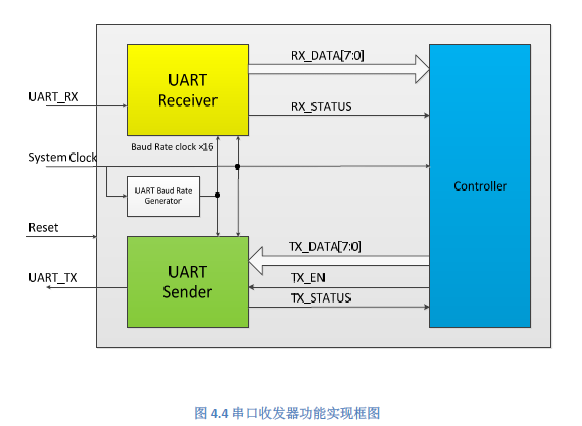 RX_DATA[7:0]
UART
Receiver
UART_RX
RX_STATUS
Baud Rate clock ×16
System Clock
UART Baud Rate
Generator
Controller
Reset
TX_DATA[7:0]
UART
Sender
UART_TX
TX_EN
TX_STATUS
图 4.4 串口收发器功能实现框图